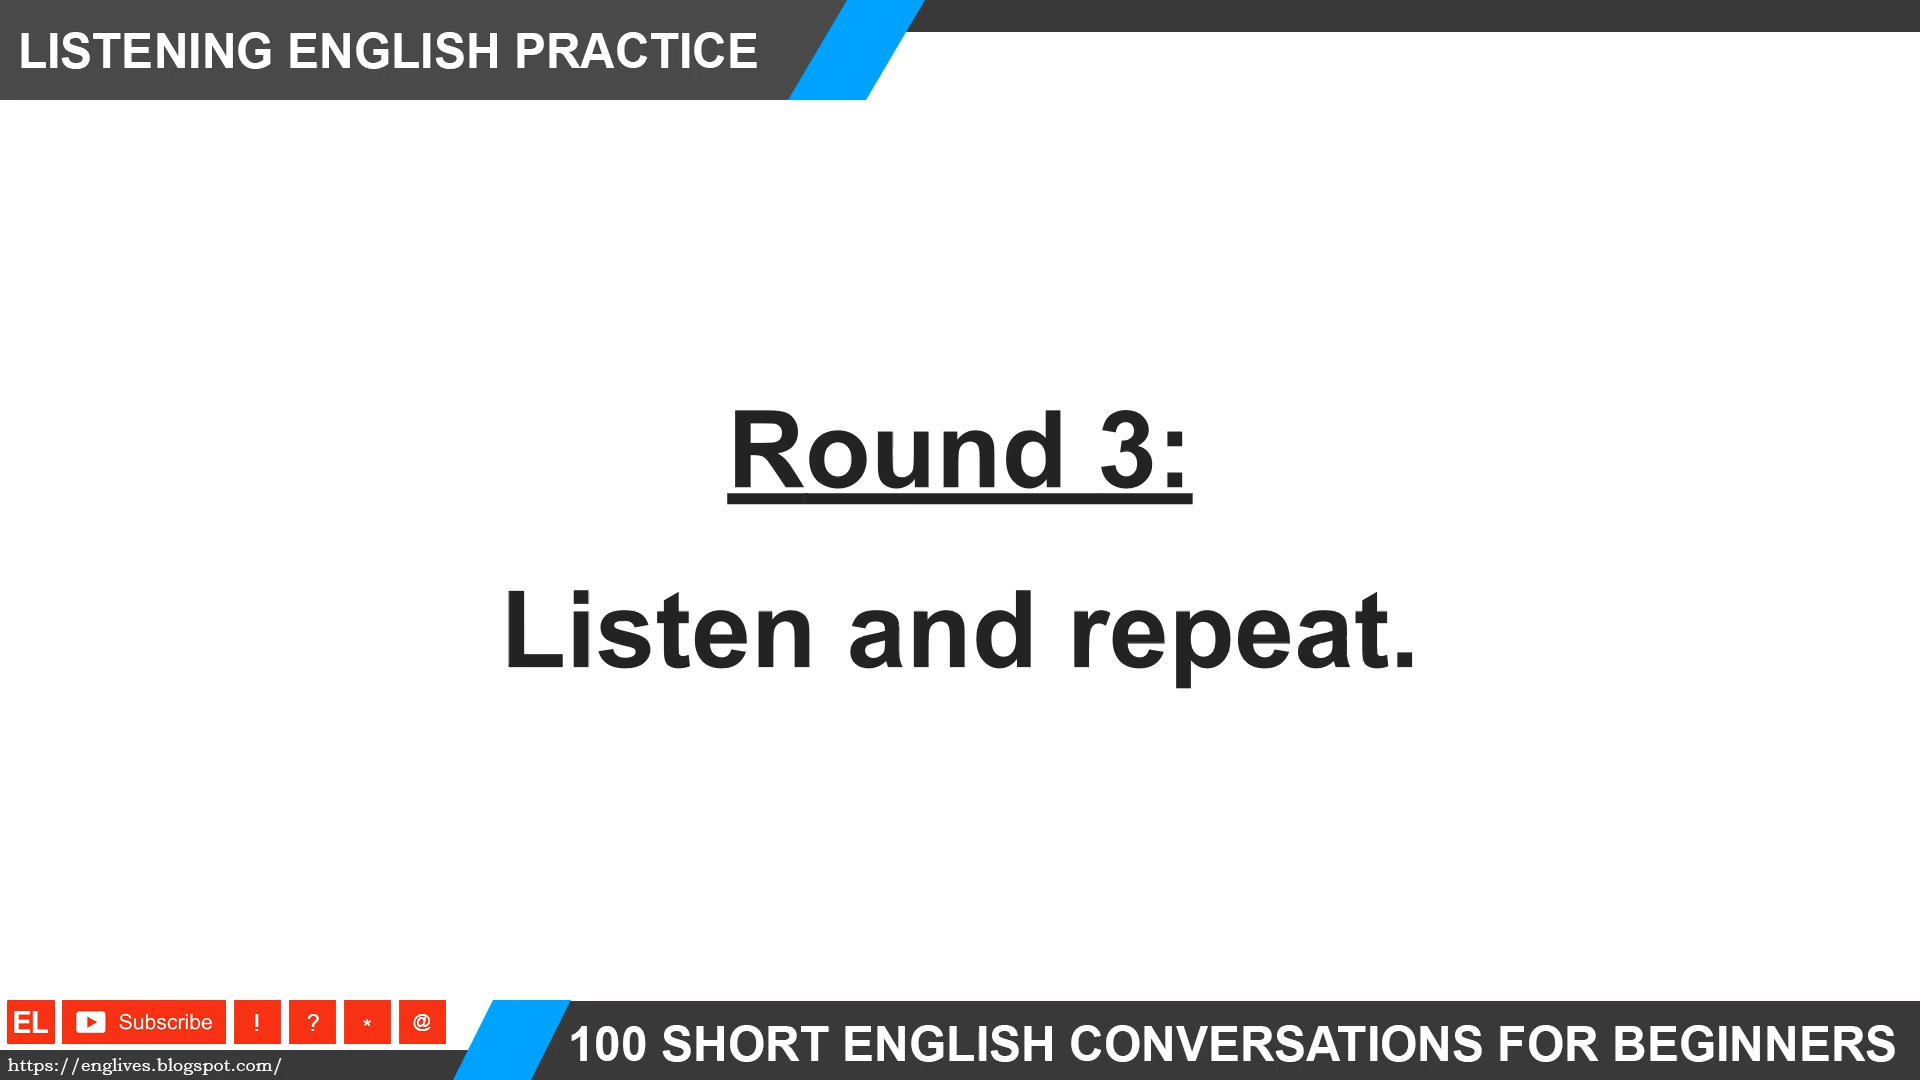 LISTENING ENGLISH PRACTICE
Round 3:
Listen and repeat.
EL Subscribe ! ? * @
https://englives.blogspot.com/
100 SHORT ENGLISH CONVERSATIONS FOR BEGINNERS